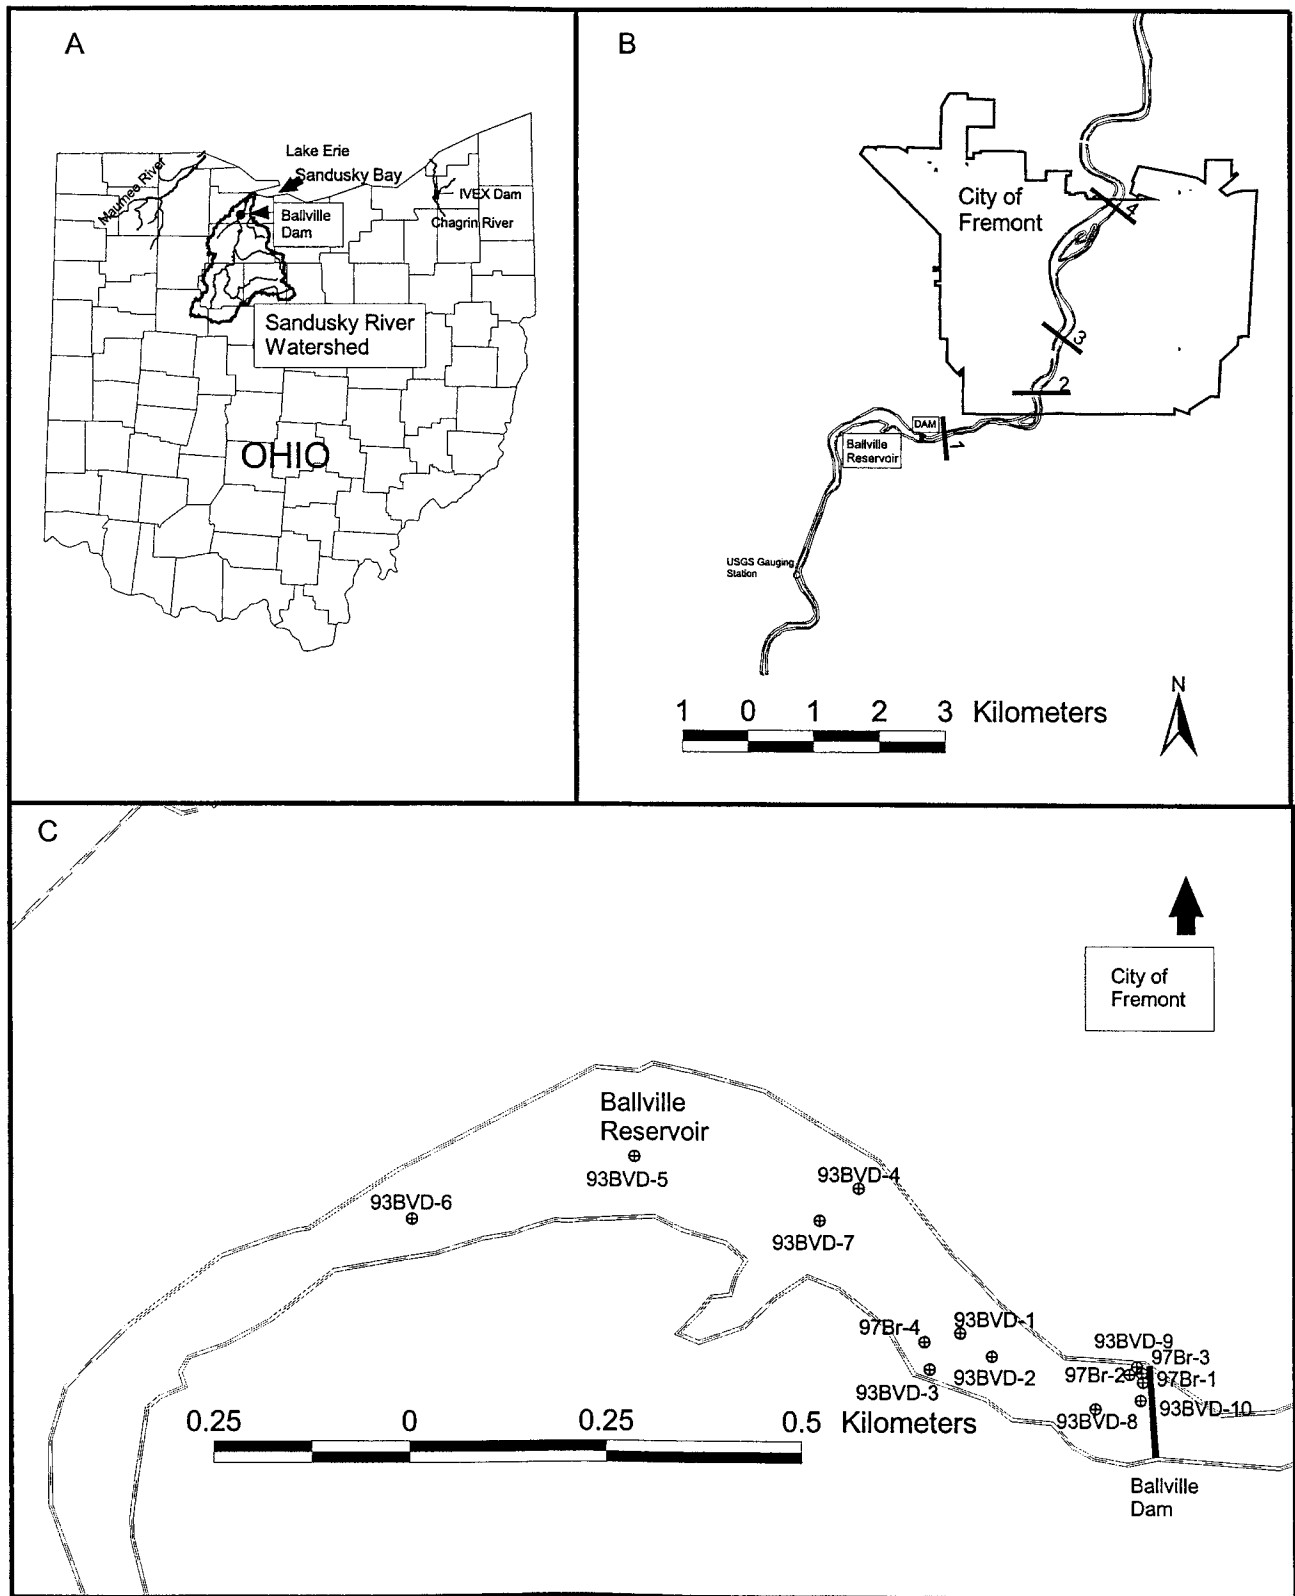 A
Lake Erie
Sandusky Bay
Maumee River
IVEX Dam
Chagrin River
Ballville
Dam
Sandusky River
Watershed
OHIO
B
City of
Fremont
4
3
2
DAM
1
Ballville
Reservoir
USGS Gauging
Station
N
1 0 1 2 3 Kilometers
C
City of
Fremont
Ballville
Reservoir
93BVD-5
93BVD-4
93BVD-6
93BVD-7
97Br-4
93BVD-1
93BVD-9
97Br-3
97Br-2
97Br-1
93BVD-2
93BVD-3
93BVD-10
93BVD-8
0.25 0 0.25 0.5 Kilometers
Ballville
Dam